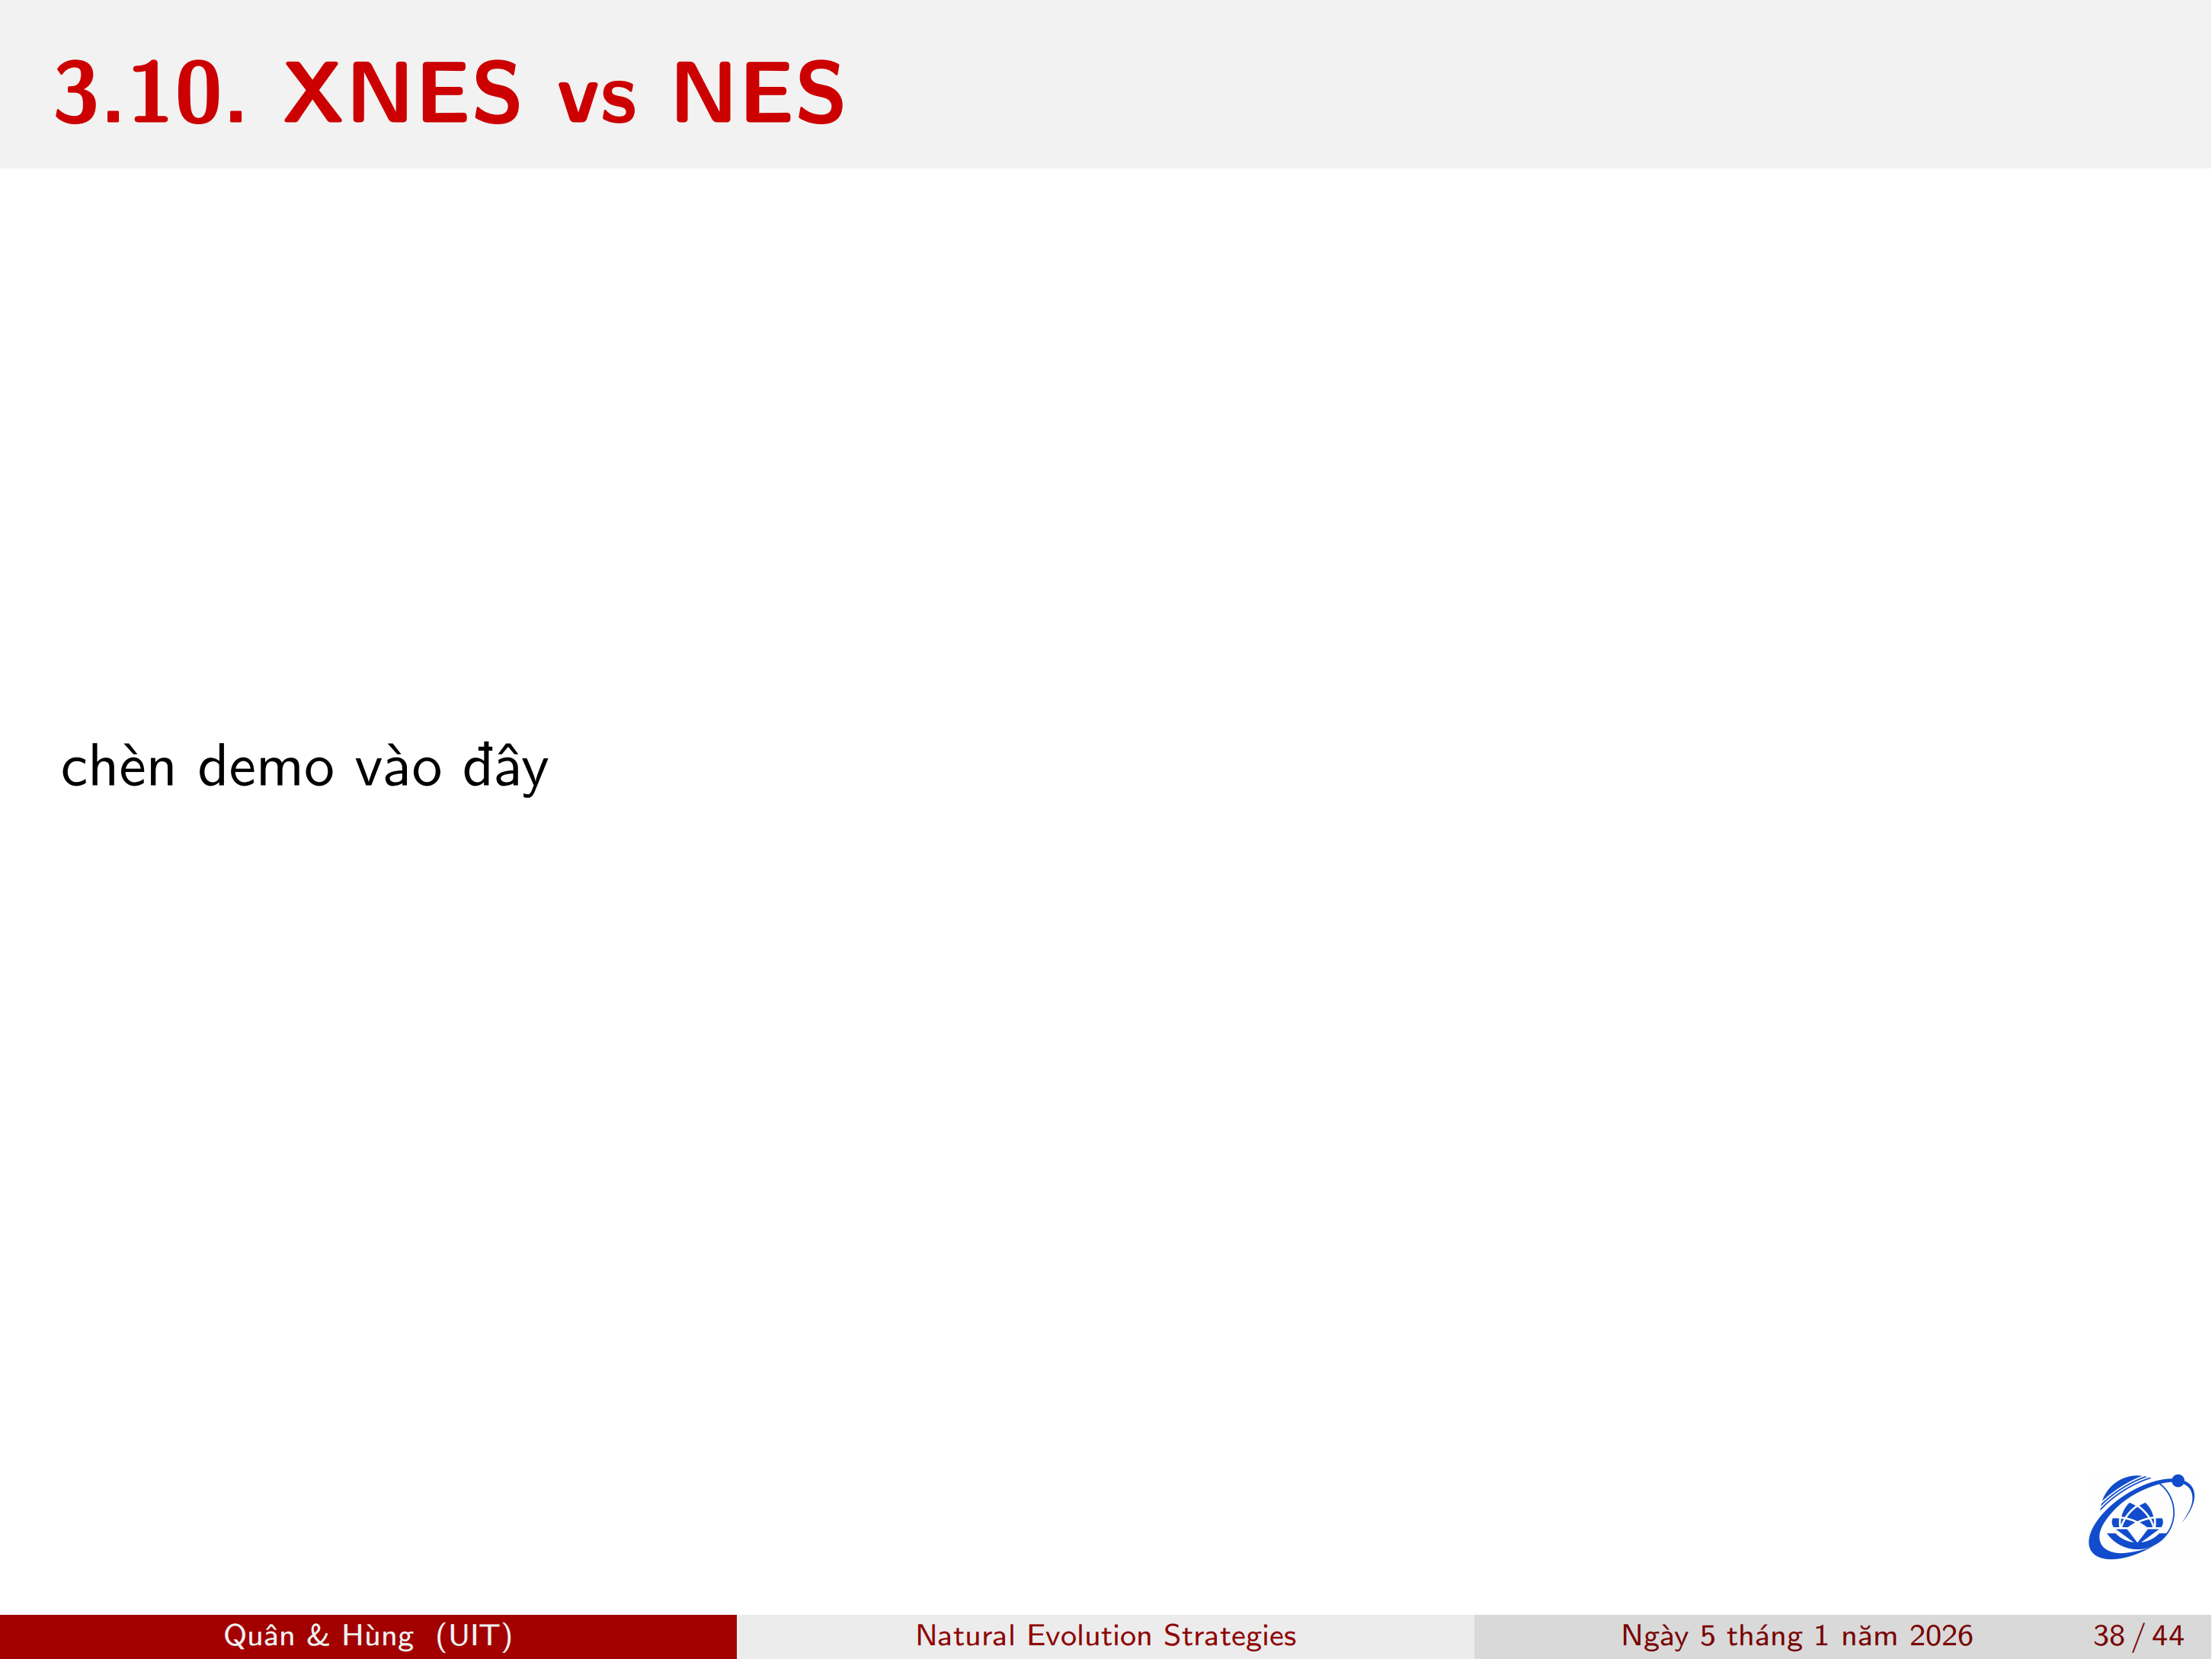 3.10. XNES vs NES
chèn demo vào đây
Quân & Hùng (UIT)
Natural Evolution Strategies
Ngày 5 tháng 1 năm 2026
38 / 44